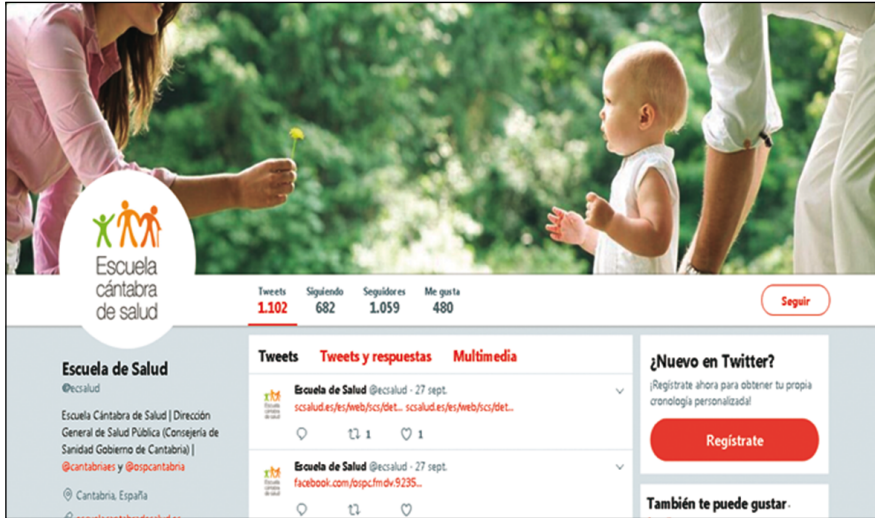 Escuela
cántabra
de salud
Tweets Siguiendo Seguidores Me gusta
1.102 682 1.059 480
Seguir
Escuela de Salud
@ecsalud
Escuela Cántabra de Salud | Dirección
General de Salud Pública (Consejería de
Sanidad Gobierno de Cantabria) |
@cantabriaes y @ospcantabria
Cantabria, España
Tweets Tweets y respuestas Multimedia
Escuela de Salud @ecsalud - 27 sept.
scsalud.es/es/web/scs/det... scsalud.es/es/web/scs/det...
1 1
Escuela de Salud @ecsalud - 27 sept.
facebook.com/ospc.fmdv.9235...
¿Nuevo en Twitter?
¡Regístrate ahora para obtener tu propia
cronología personalizada!
Regístrate
También te puede gustar